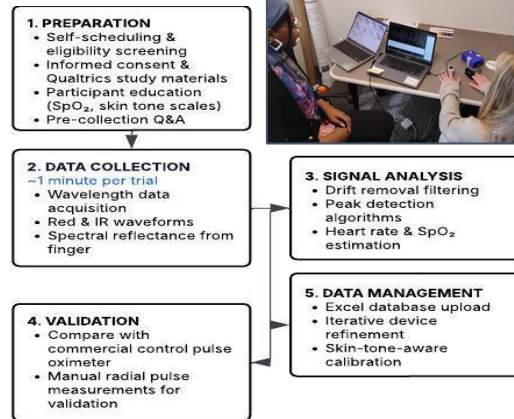 1. PREPARATION
• Self-scheduling &
eligibility screening
• Informed consent &
Qualtrics study materials
• Participant education
(SpO₂, skin tone scales)
• Pre-collection Q&A
2. DATA COLLECTION
~1 minute per trial
• Wavelength data
acquisition
• Red & IR waveforms
• Spectral reflectance from
finger
3. SIGNAL ANALYSIS
• Drift removal filtering
• Peak detection
algorithms
• Heart rate & SpO₂
estimation
4. VALIDATION
• Compare with
commercial control pulse
oximeter
• Manual radial pulse
measurements for
validation
5. DATA MANAGEMENT
• Excel database upload
• Iterative device
refinement
• Skin-tone-aware
calibration